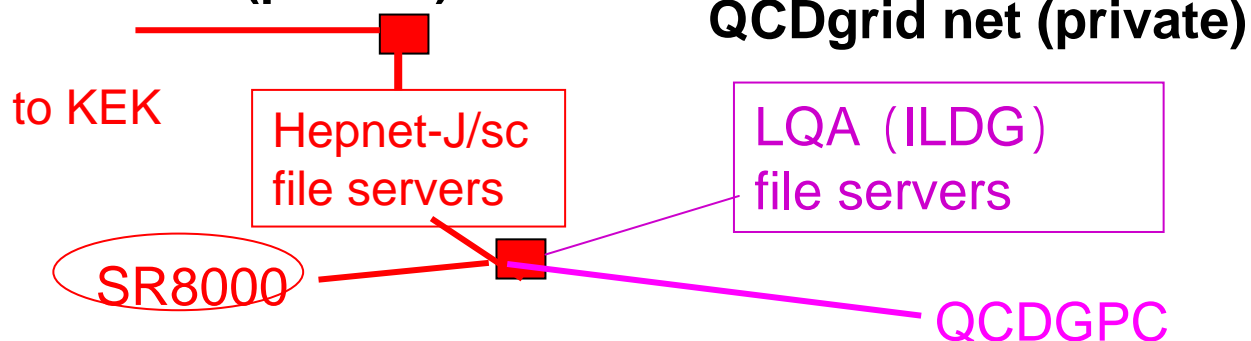 QCDgrid net (private)
to KEK
Hepnet-J/sc
file servers
LQA (ILDG)
file servers
SR8000
QCDGPC